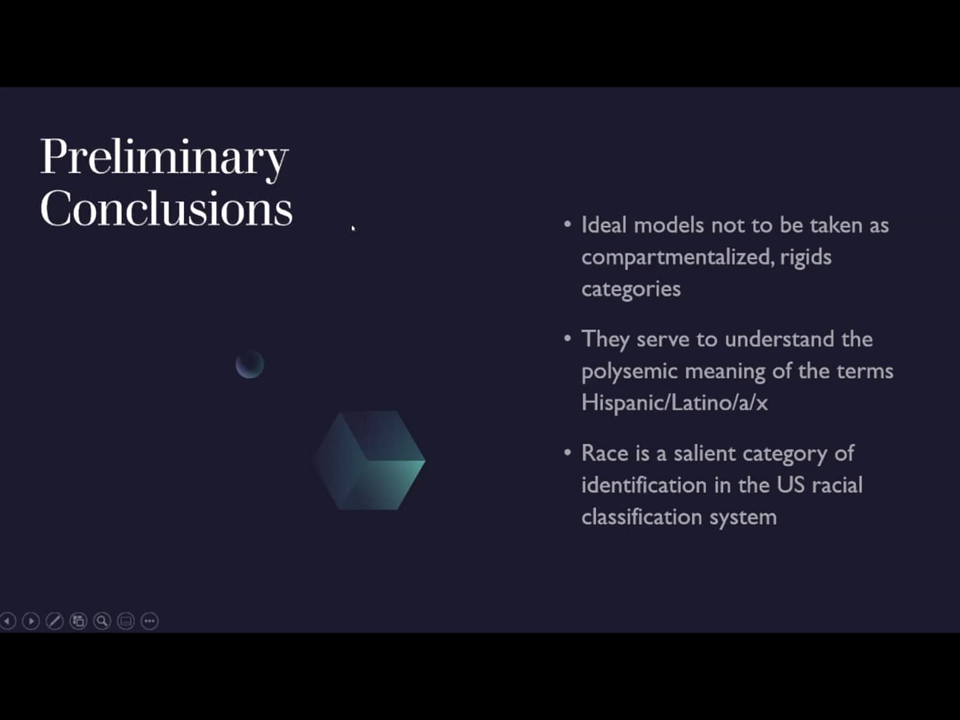 Preliminary
Conclusions
• Ideal models not to be taken as
compartmentalized, rigids
categories
• They serve to understand the
polysemic meaning of the terms
Hispanic/Latino/a/x
• Race is a salient category of
identification in the US racial
classification system